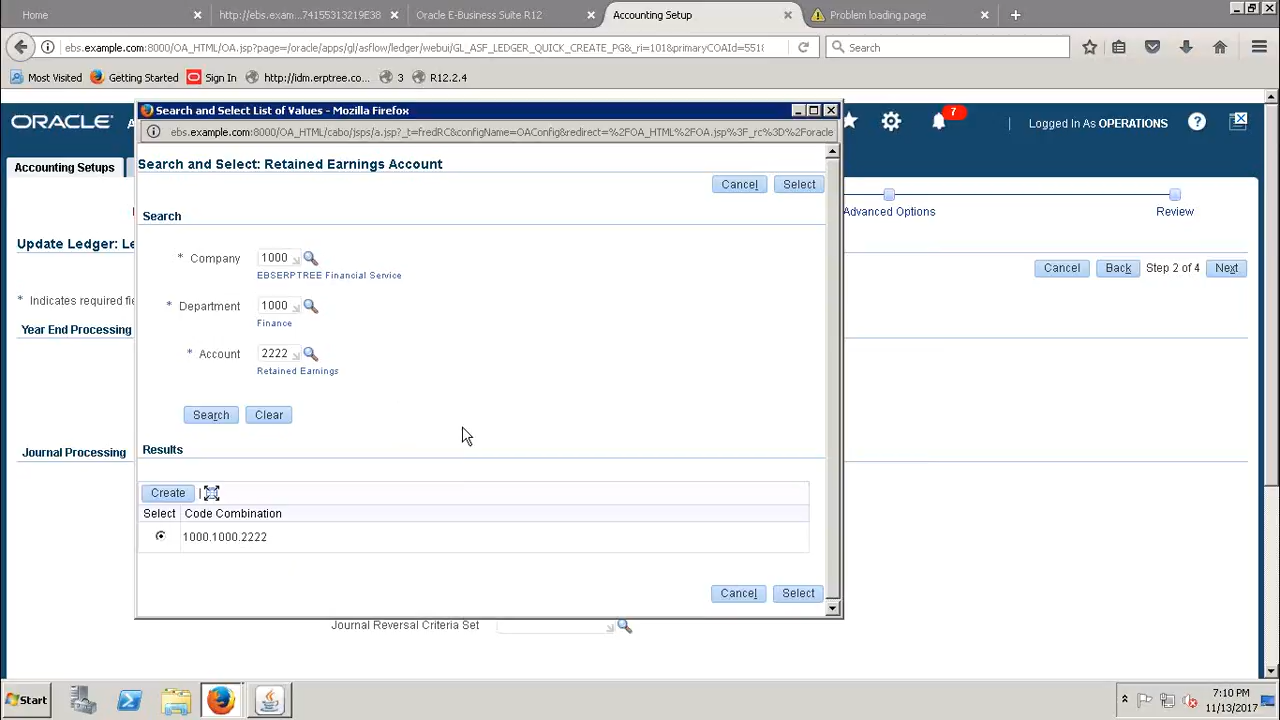 Home
http://ebs.exam...74155313219E38
Oracle E-Business Suite R12
Accounting Setup
Problem loading page
ebs.example.com:8000/OA_HTML/OA.jsp?page=/oracle/apps/gl/asflow/ledger/webui/GL_ASF_LEDGER_QUICK_CREATE_PG&_ri=101&primaryCOAId=551
Search
Most Visited
Getting Started
Sign In
http://idm.erptree.co...
3
R12.2.4
Search and Select List of Values - Mozilla Firefox
ebs.example.com:8000/OA_HTML/cabo/jsps/a.jsp?_t=fredRC&configName=OAConfig&redirect=%2FOA_HTML%2FOA.jsp%3F_rc%3D%2Foracle
ORACLE
7
Logged In As OPERATIONS
Accounting Setups
Search and Select: Retained Earnings Account
Cancel Select
Advanced Options
Review
Search
Update Ledger: Le
* Company 1000
EBSERPTREE Financial Service
Cancel Back Step 2 of 4 Next
* Indicates required fie
* Department 1000
Finance
Year End Processing
* Account 2222
Retained Earnings
Search Clear
Journal Processing
Results
Create
Select Code Combination
1000.1000.2222
Cancel Select
Journal Reversal Criteria Set
Start
7:10 PM
11/13/2017